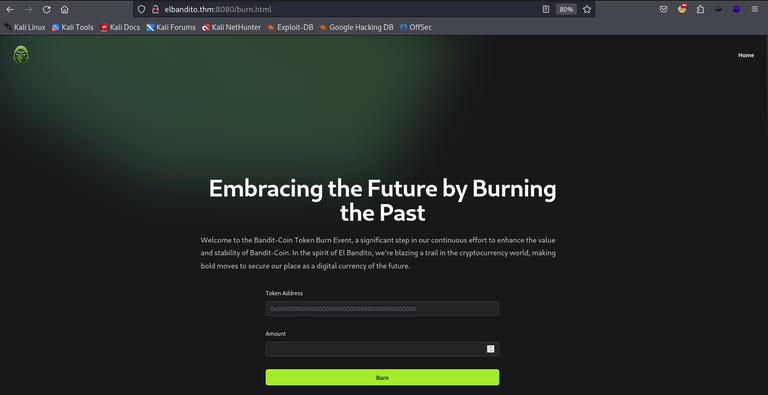 elbandito.thm:8080/burn.html
80%
Kali Linux Kali Tools Kali Docs Kali Forums Kali NetHunter Exploit-DB Google Hacking DB OffSec
Home
Embracing the Future by Burning
the Past
Welcome to the Bandit-Coin Token Burn Event, a significant step in our continuous effort to enhance the value
and stability of Bandit-Coin. In the spirit of El Bandito, we're blazing a trail in the cryptocurrency world, making
bold moves to secure our place as a digital currency of the future.
Token Address
Amount
Burn